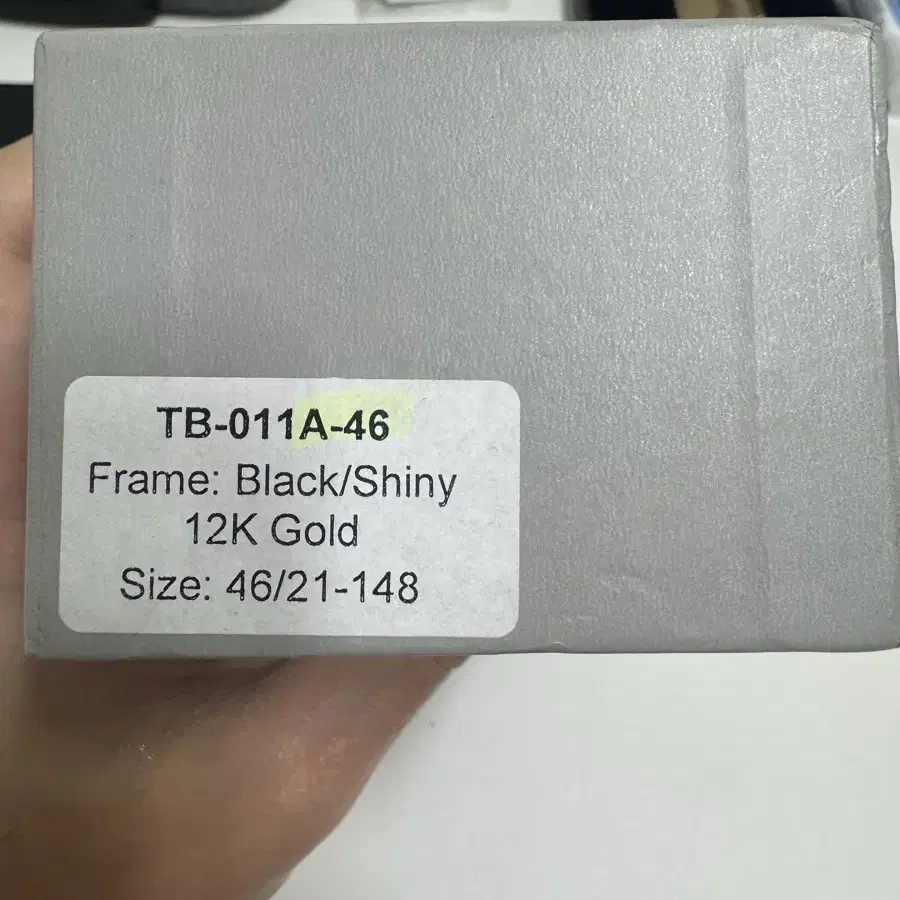 TB-011A-46
Frame: Black/Shiny
12K Gold
Size: 46/21-148